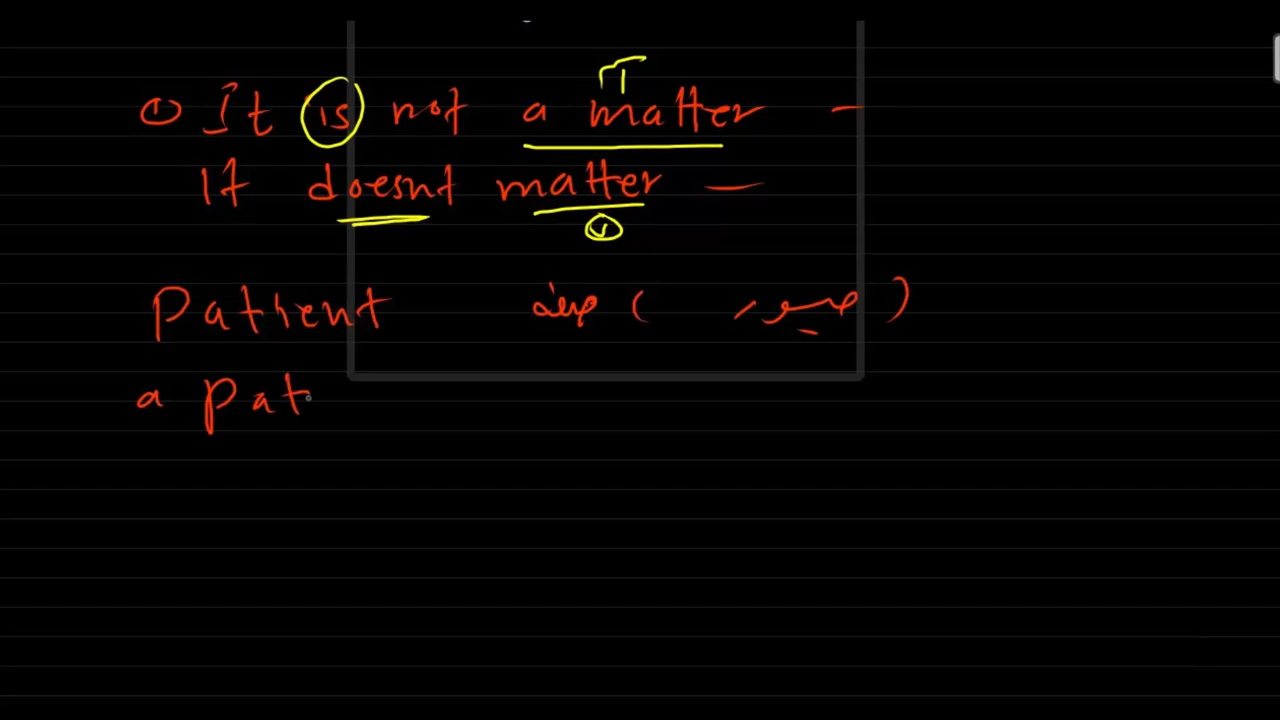 ① It is not a matter –
It doesnt matter –
v
Patient صفة ( صبور )
a Pat